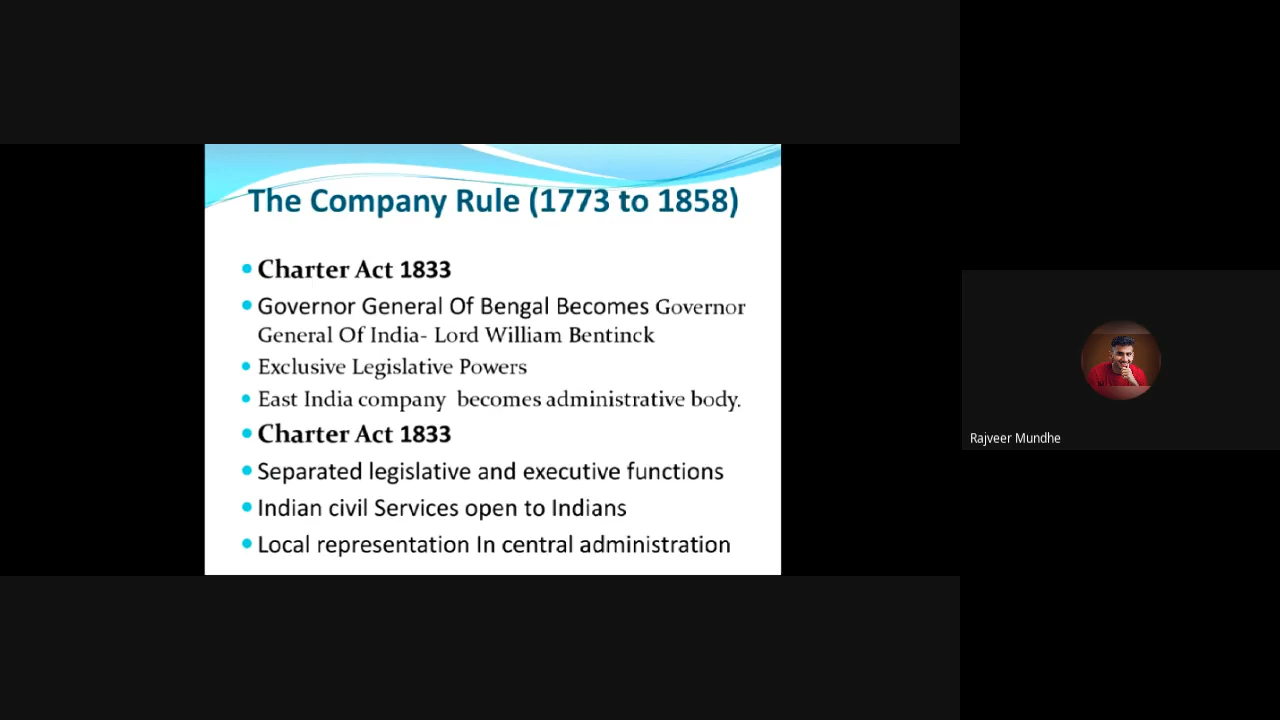 The Company Rule (1773 to 1858)
• Charter Act 1833
• Governor General Of Bengal Becomes Governor
General Of India- Lord William Bentinck
• Exclusive Legislative Powers
• East India company becomes administrative body.
• Charter Act 1833
• Separated legislative and executive functions
• Indian civil Services open to Indians
• Local representation In central administration
Rajveer Mundhe